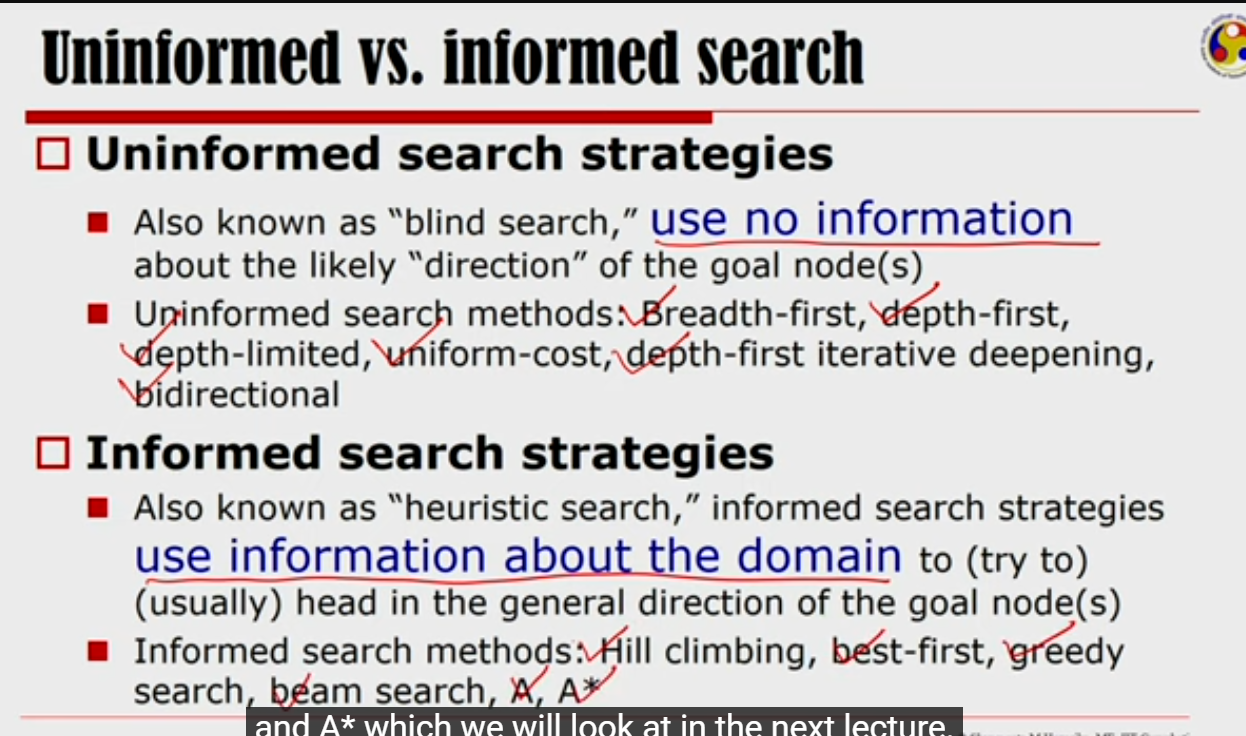 Uninformed vs. informed search
Uninformed search strategies
Also known as “blind search,” use no information
about the likely “direction” of the goal node(s)
Uninformed search methods: Breadth-first, depth-first,
depth-limited, uniform-cost, depth-first iterative deepening,
bidirectional
Informed search strategies
Also known as “heuristic search,” informed search strategies
use information about the domain to (try to)
(usually) head in the general direction of the goal node(s)
Informed search methods: Hill climbing, best-first, greedy
search, beam search, A, A*
and A* which we will look at in the next lecture.